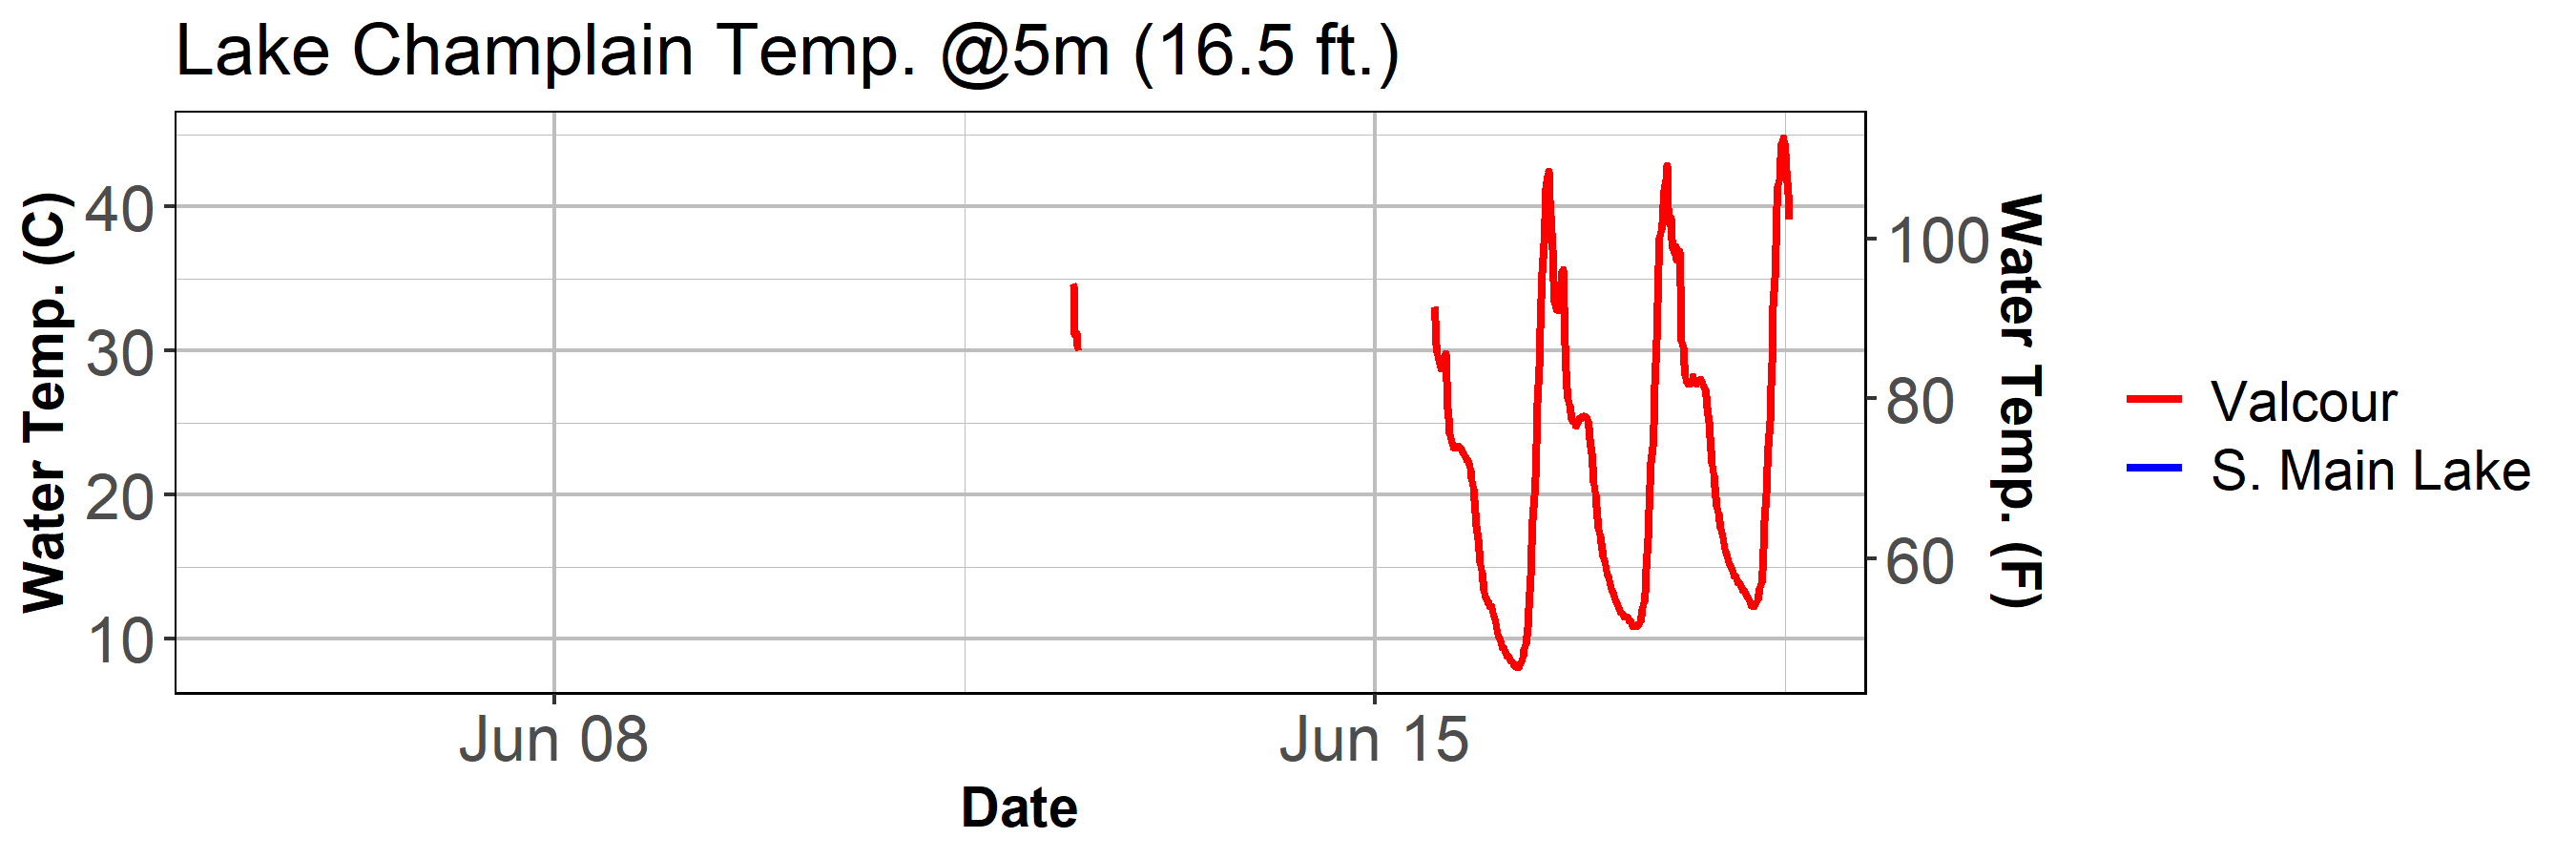 Lake Champlain Temp. @5m (16.5 ft.)
Water Temp. (C)
40
30
20
10
100
80
60
Water Temp. (F)
Jun 08
Jun 15
Date
Valcour
S. Main Lake